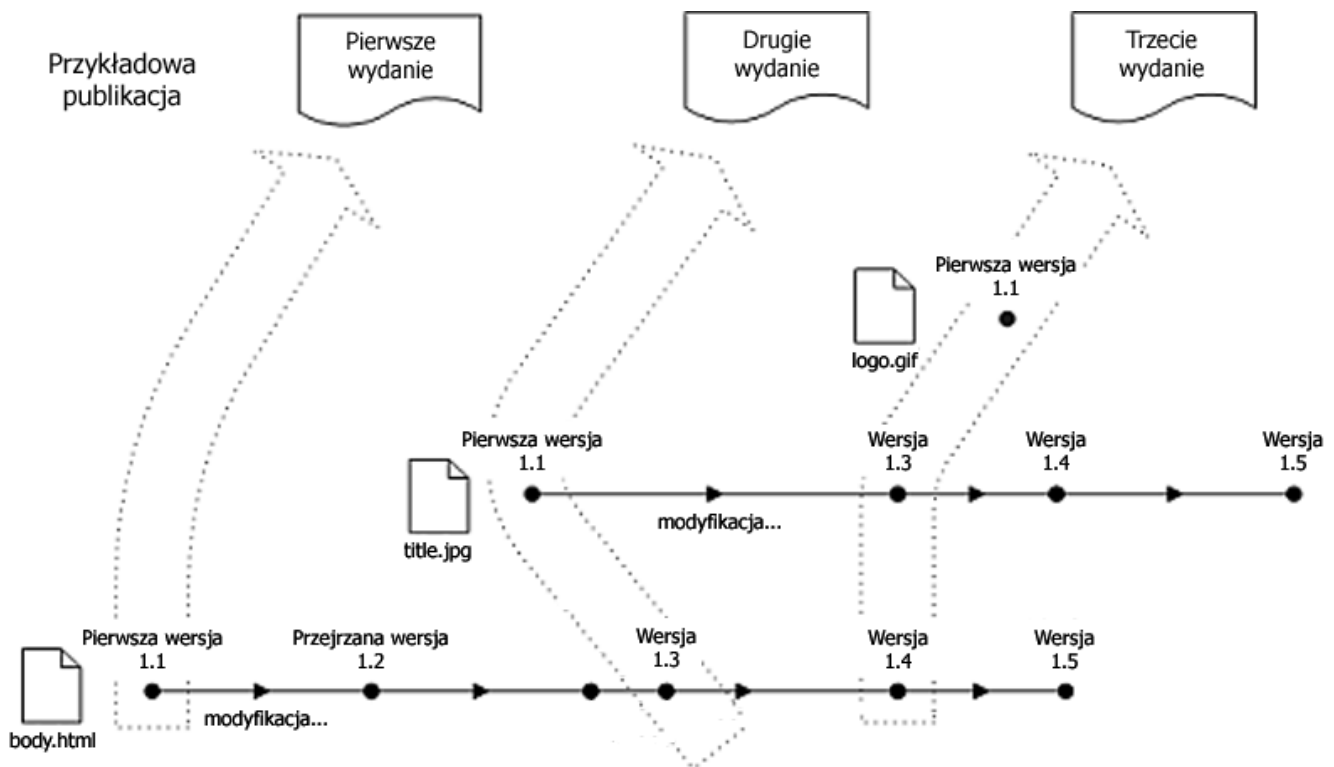 Przykładowa
publikacja
Pierwsze
wydanie
Drugie
wydanie
Trzecie
wydanie
Pierwsza wersja
1.1
logo.gif
Pierwsza wersja
1.1
Wersja
1.3
Wersja
1.4
Wersja
1.5
modyfikacja...
title.jpg
Pierwsza wersja
1.1
Przejrzana wersja
1.2
Wersja
1.3
Wersja
1.4
Wersja
1.5
modyfikacja...
body.html